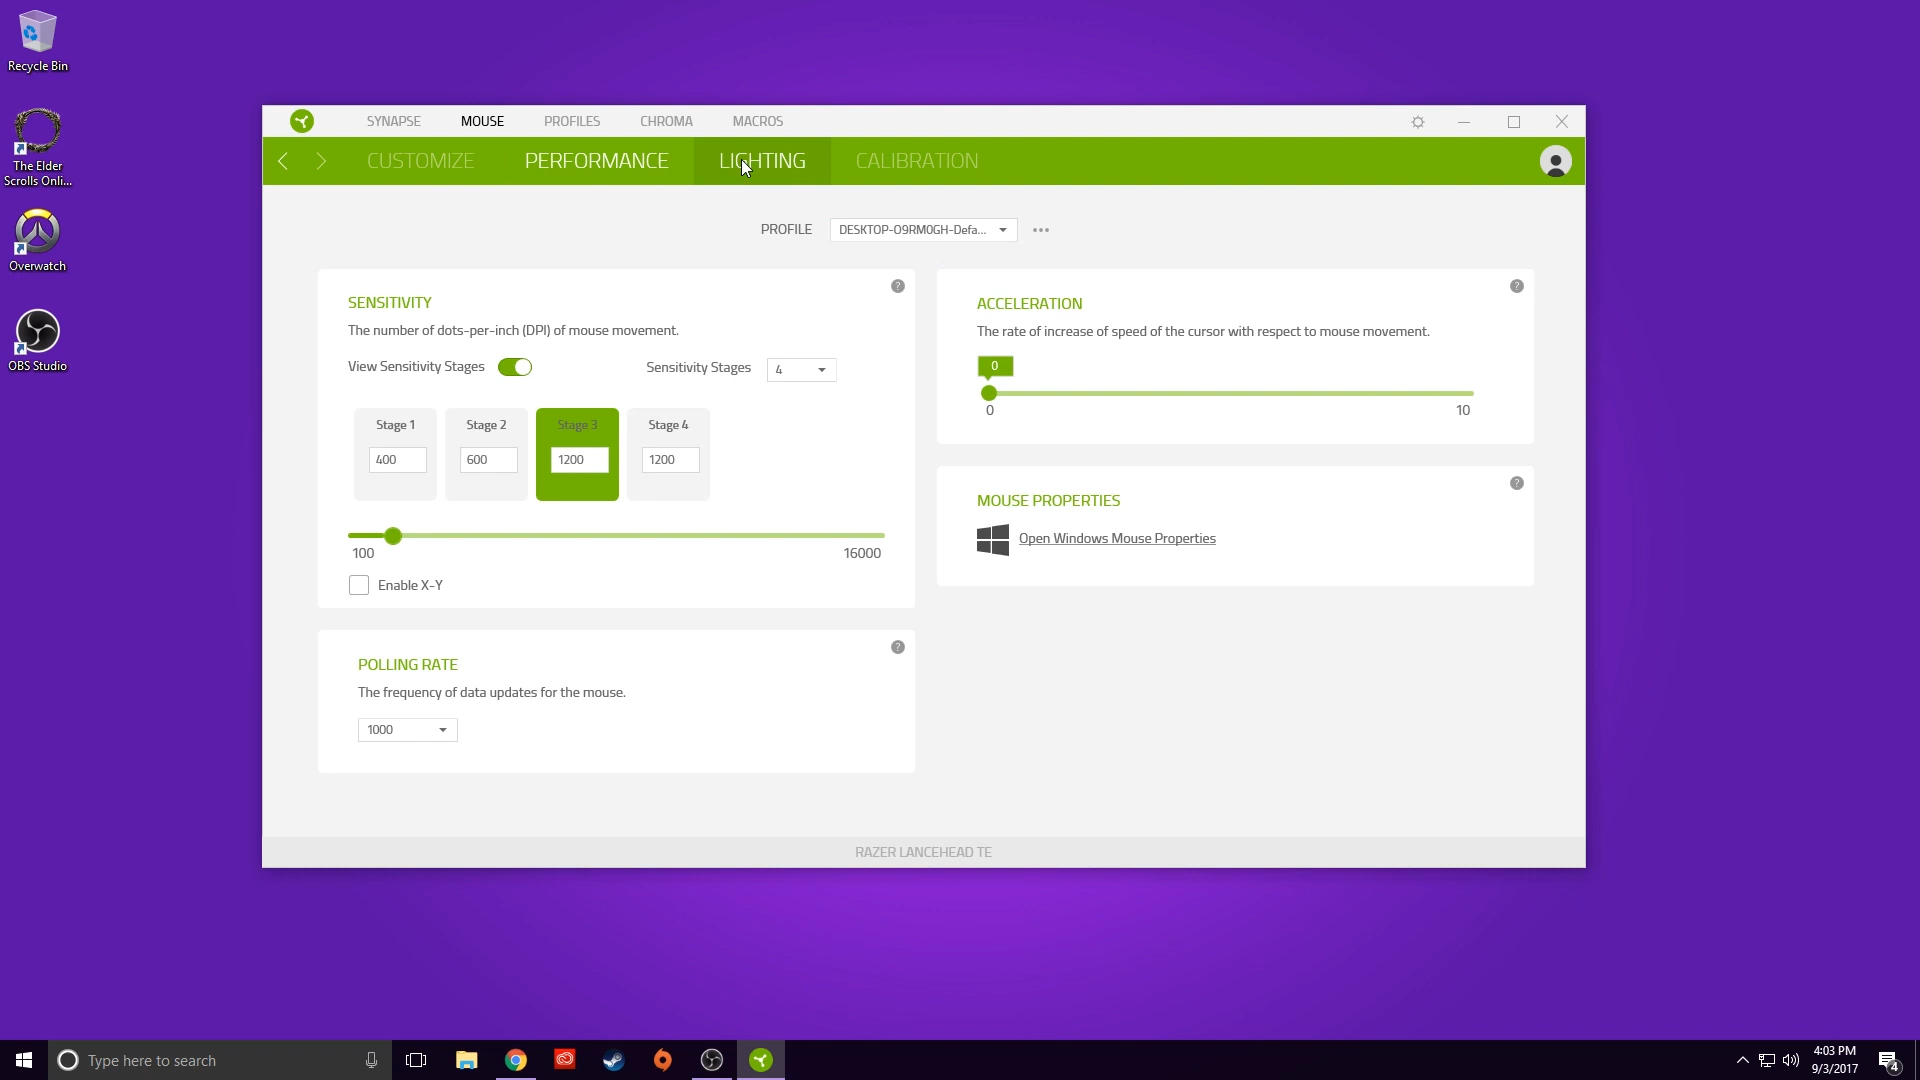 Recycle Bin
The Elder
Scrolls Onli...
Overwatch
OBS Studio
SYNAPSE MOUSE PROFILES CHROMA MACROS
CUSTOMIZE PERFORMANCE LIGHTING CALIBRATION
PROFILE DESKTOP-O9RM0GH-Defa...
SENSITIVITY
The number of dots-per-inch (DPI) of mouse movement.
View Sensitivity Stages Sensitivity Stages 4
Stage 1 Stage 2 Stage 3 Stage 4
400 600 1200 1200
100 16000
Enable X-Y
POLLING RATE
The frequency of data updates for the mouse.
1000
ACCELERATION
The rate of increase of speed of the cursor with respect to mouse movement.
0
0 10
MOUSE PROPERTIES
Open Windows Mouse Properties
RAZER LANCEHEAD TE
Type here to search
4:03 PM
9/3/2017
4